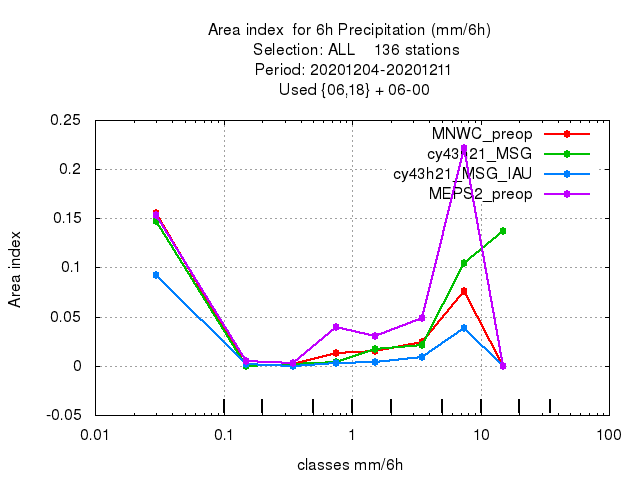 Area index for 6h Precipitation (mm/6h)
Selection: ALL 136 stations
Period: 20201204-20201211
Used {06,18} + 06-00
0.25
0.2
0.15
0.1
0.05
0
-0.05
Area index
MNWC_preop
cy43h21_MSG
cy43h21_MSG_IAU
MEPS2_preop
0.01
0.1
1
10
100
classes mm/6h